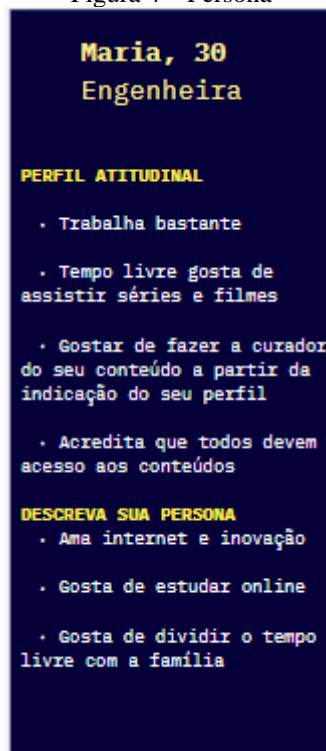 Figura 4 – Persona
Maria, 30
Engenheira
PERFIL ATITUDINAL
· Trabalha bastante
· Tempo livre gosta de
assistir séries e filmes
· Gostar de fazer a curador
do seu conteúdo a partir da
indicação do seu perfil
· Acredita que todos devem
acesso aos conteúdos
DESCREVA SUA PERSONA
· Ama internet e inovação
· Gosta de estudar online
· Gosta de dividir o tempo
livre com a família